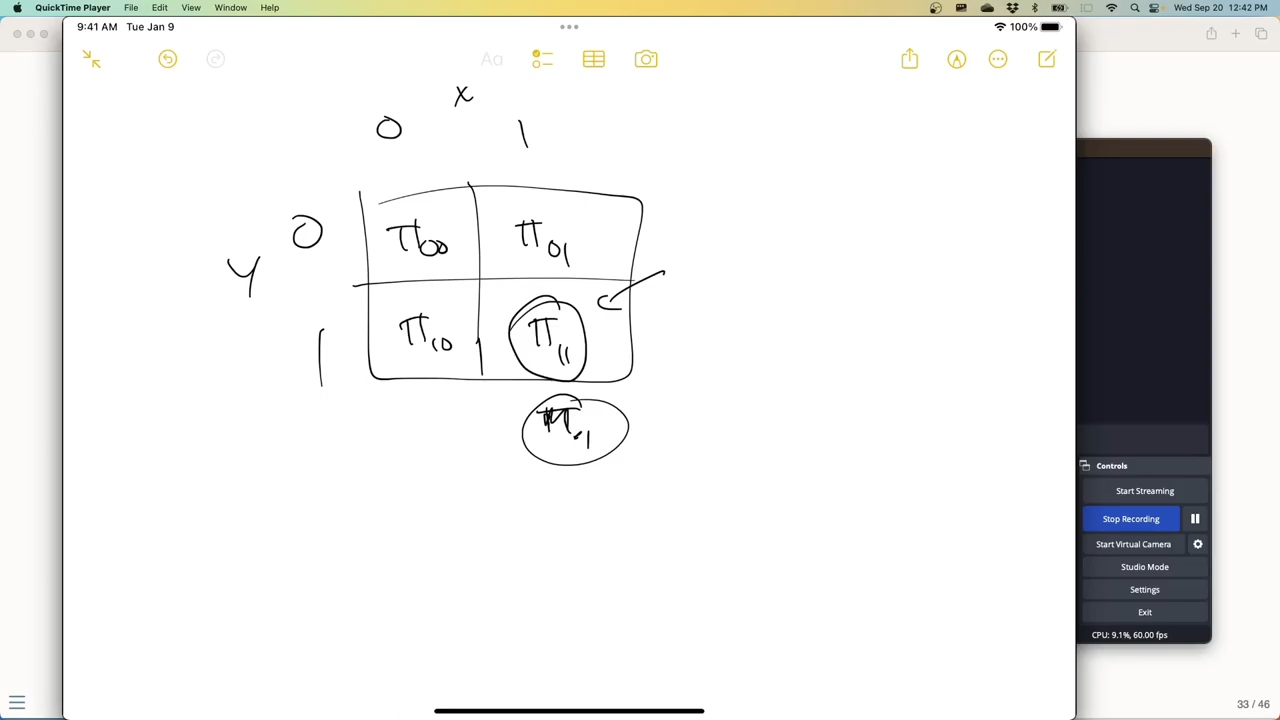 QuickTime Player File Edit View Window Help Wed Sep 20 12:42 PM
9:41 AM Tue Jan 9 100%
Aa
x
0 1
0 π00 π01
y
1 π10 π11
π.1
Controls
Start Streaming
Stop Recording
Start Virtual Camera
Studio Mode
Settings
Exit
CPU: 9.1%, 60.00 fps
33 / 46